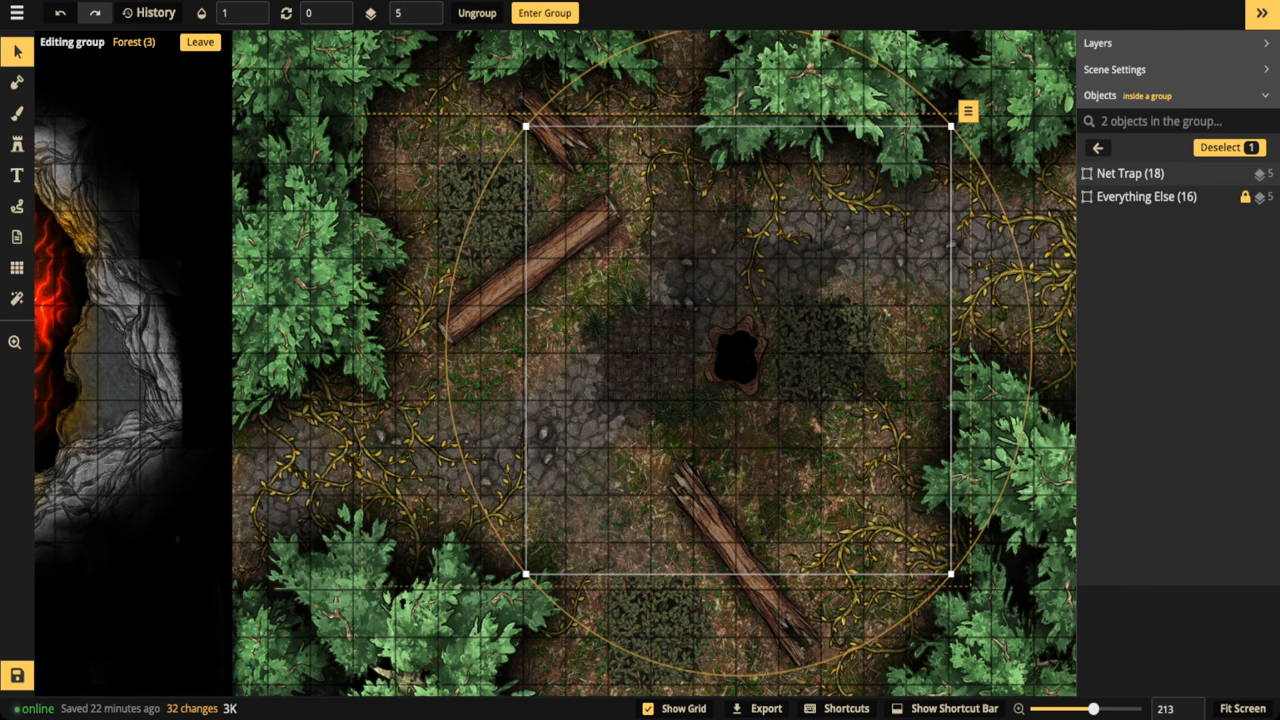 History 1 0 5 Ungroup Enter Group
Editing group Forest (3) Leave
Layers
Scene Settings
Objects inside a group
2 objects in the group...
Deselect 1
Net Trap (18) 5
Everything Else (16) 5
T
online Saved 22 minutes ago 32 changes 3K Show Grid Export Shortcuts Show Shortcut Bar 213 Fit Screen